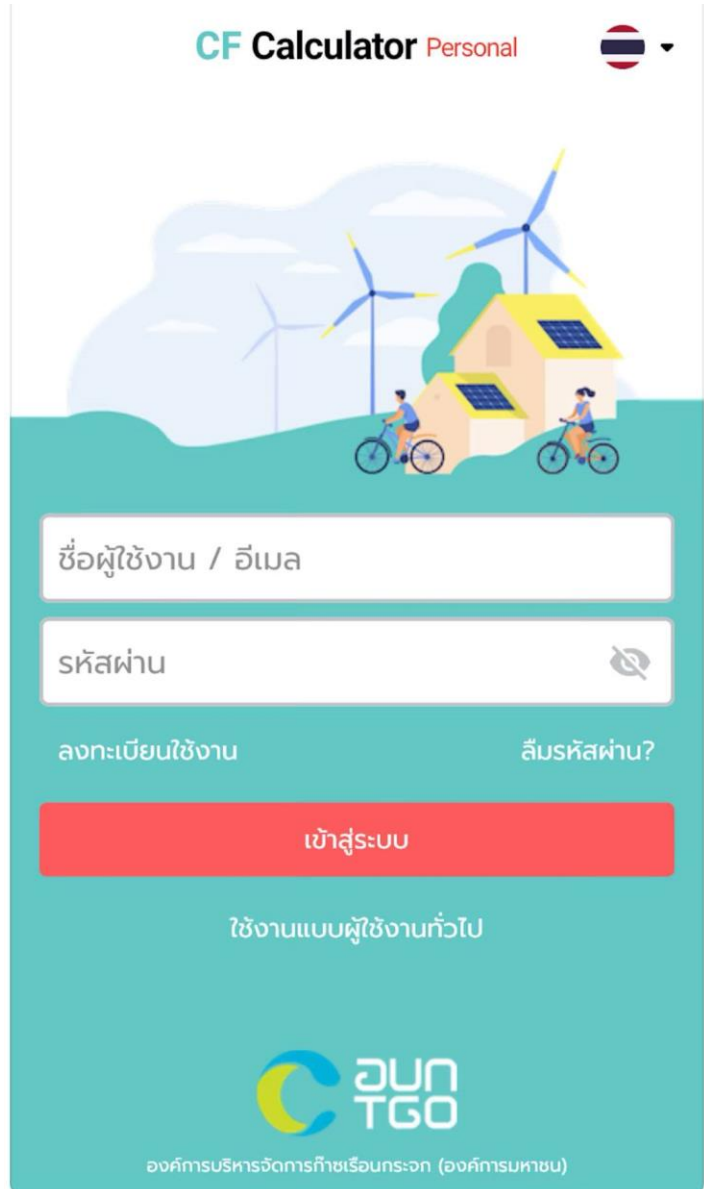 CF Calculator Personal
ชื่อผู้ใช้งาน / อีเมล
รหัสผ่าน
ลงทะเบียนใช้งาน ลืมรหัสผ่าน?
เข้าสู่ระบบ
ใช้งานแบบผู้ใช้งานทั่วไป
อบก
TGO
องค์การบริหารจัดการก๊าซเรือนกระจก (องค์การมหาชน)